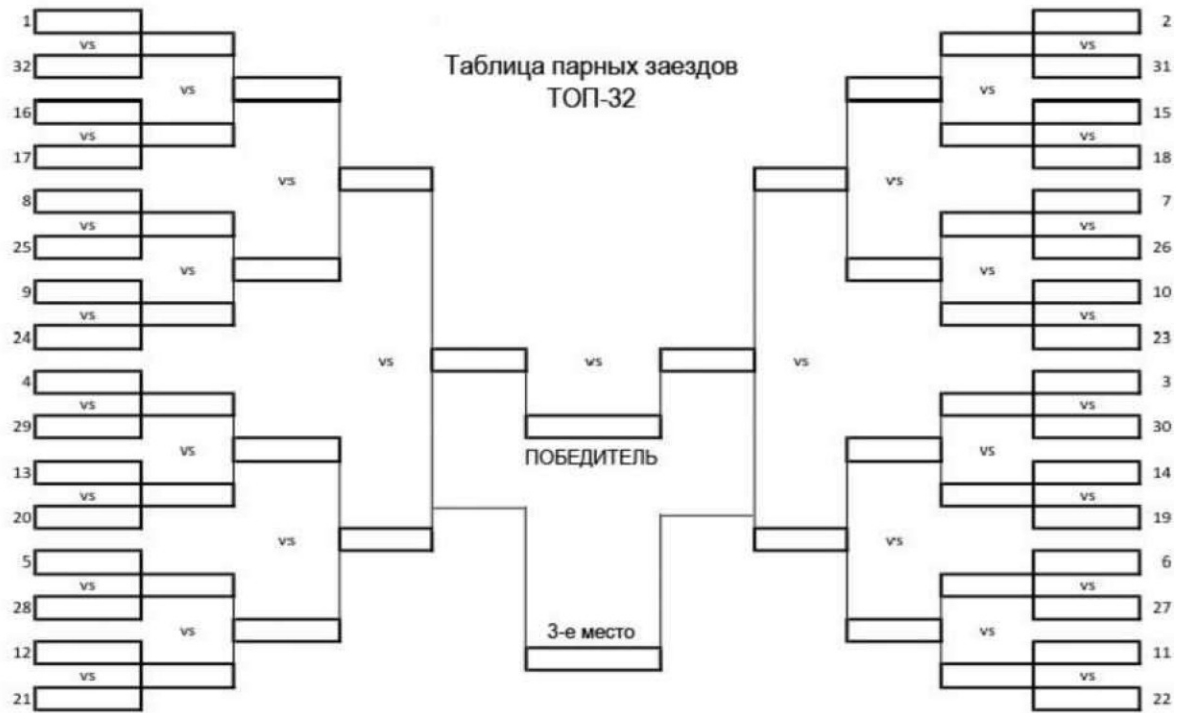 Таблица парных заездов
ТОП-32
1
vs
32
vs
16
vs
17
vs
8
vs
25
vs
9
vs
24
vs
4
vs
29
vs
13
vs
20
vs
5
vs
28
vs
12
vs
21
vs
vs
ПОБЕДИТЕЛЬ
3-е место
vs
2
vs
31
vs
15
vs
18
vs
7
vs
26
vs
10
vs
23
3
vs
30
vs
14
vs
19
vs
6
vs
27
vs
11
vs
22